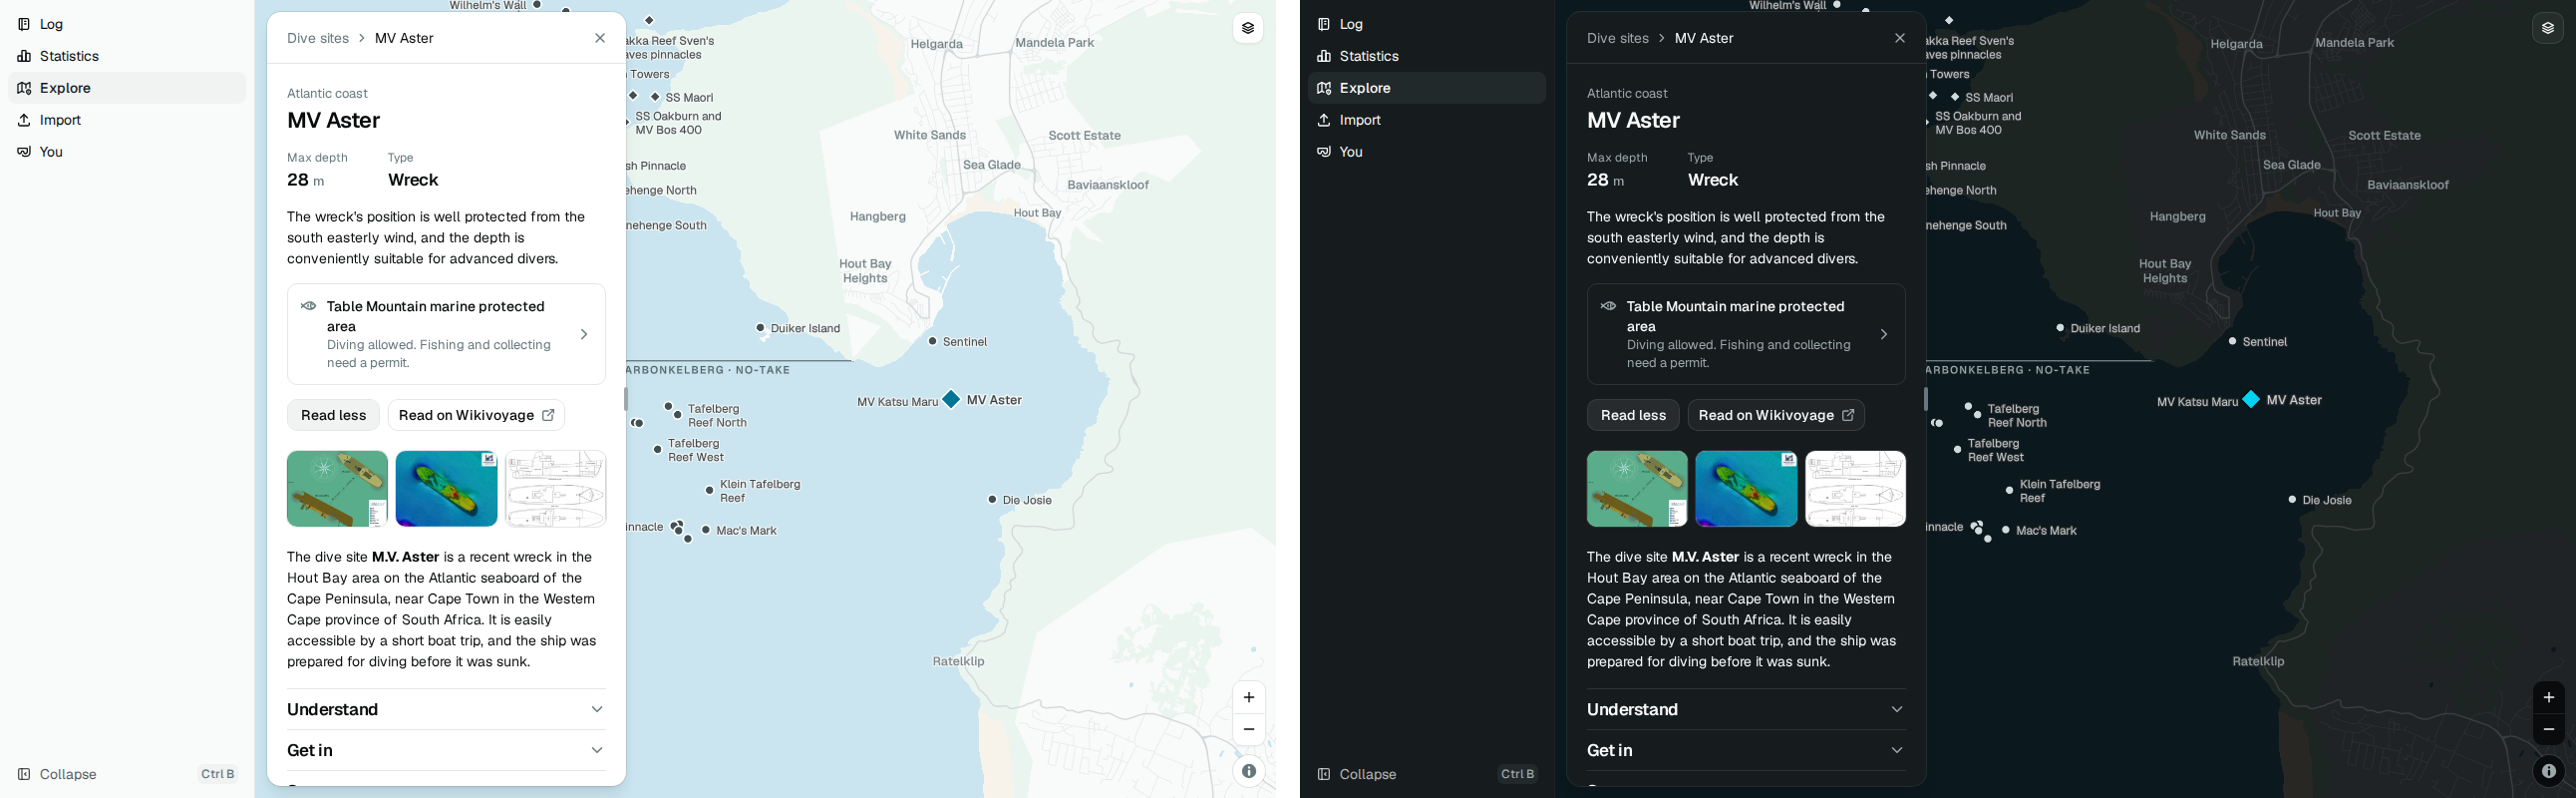 Log
Statistics
Explore
Import
You
Collapse
Ctrl B
Dive sites
MV Aster
Atlantic coast
MV Aster
Max depth
Type
28 m
Wreck
The wreck's position is well protected from the
south easterly wind, and the depth is
conveniently suitable for advanced divers.
Table Mountain marine protected
area
Diving allowed. Fishing and collecting
need a permit.
Read less
Read on Wikivoyage
The dive site M.V. Aster is a recent wreck in the
Hout Bay area on the Atlantic seaboard of the
Cape Peninsula, near Cape Town in the Western
Cape province of South Africa. It is easily
accessible by a short boat trip, and the ship was
prepared for diving before it was sunk.
Understand
Get in
Wilhelm's Wall
Reef Sven's
pinnacles
Towers
SS Maori
SS Oakburn and
MV Bos 400
Pinnacle
North
South
Helgarda
Mandela Park
White Sands
Scott Estate
Sea Glade
Baviaanskloof
Hangberg
Hout Bay
Hout Bay
Heights
Duiker Island
Sentinel
ARBONKELBERG · NO-TAKE
MV Katsu Maru
MV Aster
Tafelberg
Reef North
Tafelberg
Reef West
Klein Tafelberg
Reef
Die Josie
innacle
Mac's Mark
Ratelklip
Log
Statistics
Explore
Import
You
Collapse
Ctrl B
Dive sites
MV Aster
Atlantic coast
MV Aster
Max depth
Type
28 m
Wreck
The wreck's position is well protected from the
south easterly wind, and the depth is
conveniently suitable for advanced divers.
Table Mountain marine protected
area
Diving allowed. Fishing and collecting
need a permit.
Read less
Read on Wikivoyage
The dive site M.V. Aster is a recent wreck in the
Hout Bay area on the Atlantic seaboard of the
Cape Peninsula, near Cape Town in the Western
Cape province of South Africa. It is easily
accessible by a short boat trip, and the ship was
prepared for diving before it was sunk.
Understand
Get in
Wilhelm's Wall
Reef Sven's
pinnacles
Towers
SS Maori
SS Oakburn and
MV Bos 400
Pinnacle
North
South
Helgarda
Mandela Park
White Sands
Scott Estate
Sea Glade
Baviaanskloof
Hangberg
Hout Bay
Hout Bay
Heights
Duiker Island
Sentinel
ARBONKELBERG · NO-TAKE
MV Katsu Maru
MV Aster
Tafelberg
Reef North
Tafelberg
Reef West
Klein Tafelberg
Reef
Die Josie
innacle
Mac's Mark
Ratelklip